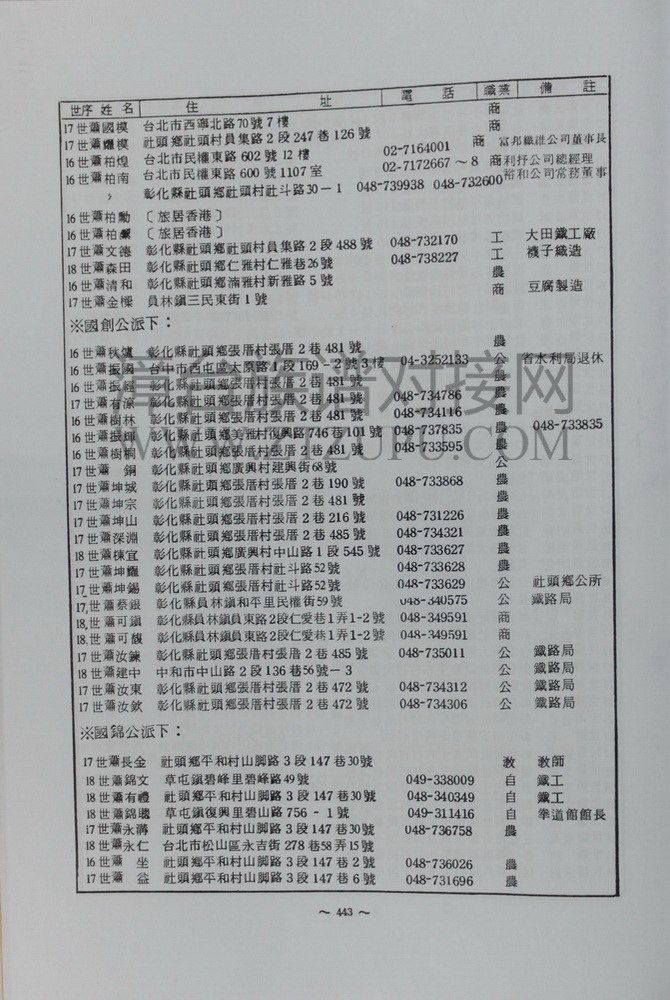 世序 姓名 住址 電話 職業 備註
17世蕭國模 台北市西寧北路70號7樓 商
17世蕭耀模 社頭鄉社頭村員集路2段247巷126號 商
16世蕭柏煌 台北市民權東路602號12樓 02-7164001 商 富邦纖維公司董事長
16世蕭柏南 台北市民權東路600號1107室 02-7172667～8 商 利抒公司總經理
彰化縣社頭鄉社頭村社斗路30－1 048-739938 048-732600 裕和公司常務董事
16世蕭柏勳 〔旅居香港〕
16世蕭柏 〔旅居香港〕
17世蕭文德 彰化縣社頭鄉社頭村員集路2段488號 048-732170 工 大田鐵工廠
18世蕭森田 彰化縣社頭鄉仁雅村仁雅巷26號 048-738227 工 襪子織造
16世蕭清和 彰化縣社頭鄉湳雅村新雅路5號 農
17世蕭金樑 員林鎮三民東街1號 商 豆腐製造
※國創公派下：
16世蕭秋 彰化縣社頭鄉張厝村張厝2巷481號 農
16世蕭振國 台中市西屯區太原路1段169－2號3樓 04-3252133 公 省水利局退休
16世蕭振 彰化縣社頭鄉張厝村張厝2巷481號 農
17世蕭有諒 彰化縣社頭鄉張厝村張厝2巷481號 048-734786 農
16世蕭樹林 彰化縣社頭鄉張厝村張厝2巷481號 048-734116 農
16世蕭振輝 彰化縣社頭鄉美雅村復興路746巷101號 048-737835 農 048-733835
16世蕭樹桐 彰化縣社頭鄉張厝村張厝2巷481號 048-733595 農
17世蕭 銅 彰化縣社頭鄉廣興村建興街68號 公
17世蕭坤城 彰化縣社頭鄉張厝村張厝2巷190號 048-733868 農
17世蕭坤宗 彰化縣社頭鄉張厝村張厝2巷481號 農
17世蕭坤山 彰化縣社頭鄉張厝村張厝2巷216號 048-731226 農
17世蕭深淵 彰化縣社頭鄉張厝村張厝2巷485號 048-734321 農
18世蕭棟宜 彰化縣社頭鄉廣興村中山路1段545號 048-733627 農
17世蕭坤耀 彰化縣社頭鄉張厝村社斗路52號 048-733628 農
17世蕭坤錫 彰化縣社頭鄉張厝村社斗路52號 048-733629 公 社頭鄉公所
17世蕭蔡銀 彰化縣員林鎮和平里民權街59號 048-340575 公 鐵路局
18世蕭可鎮 彰化縣員林鎮員東路2段仁愛巷1弄1-2號 048-349591 商
18世蕭可馥 彰化縣員林鎮員東路2段仁愛巷1弄1-2號 048-349591 商
17世蕭汝鍊 彰化縣社頭鄉張厝村張厝2巷485號 048-735011 公 鐵路局
18世蕭建中 中和市中山路2段136巷56號－3 公 鐵路局
17世蕭汝東 彰化縣社頭鄉張厝村張厝2巷472號 048-734312 公 鐵路局
17世蕭汝欽 彰化縣社頭鄉張厝村張厝2巷472號 048-734306 公 鐵路局
※國錦公派下：
17世蕭長金 社頭鄉平和村山腳路3段147巷30號 教 教師
18世蕭錦文 草屯鎮碧峰里碧峰路49號 049-338009 自 鐵工
18世蕭有禮 社頭鄉平和村山腳路3段147巷30號 048-340349 自 鐵工
18世蕭錦聰 草屯鎮復興里碧山路756－1號 049-311416 自 拳道館館長
17世蕭永溝 社頭鄉平和村山腳路3段147巷30號 048-736758 農
18世蕭永仁 台北市松山區永吉街278巷58弄15號
16世蕭 坐 社頭鄉平和村山腳路3段147巷2號 048-736026 農
17世蕭 益 社頭鄉平和村山腳路3段147巷6號 048-731696 農
～443～